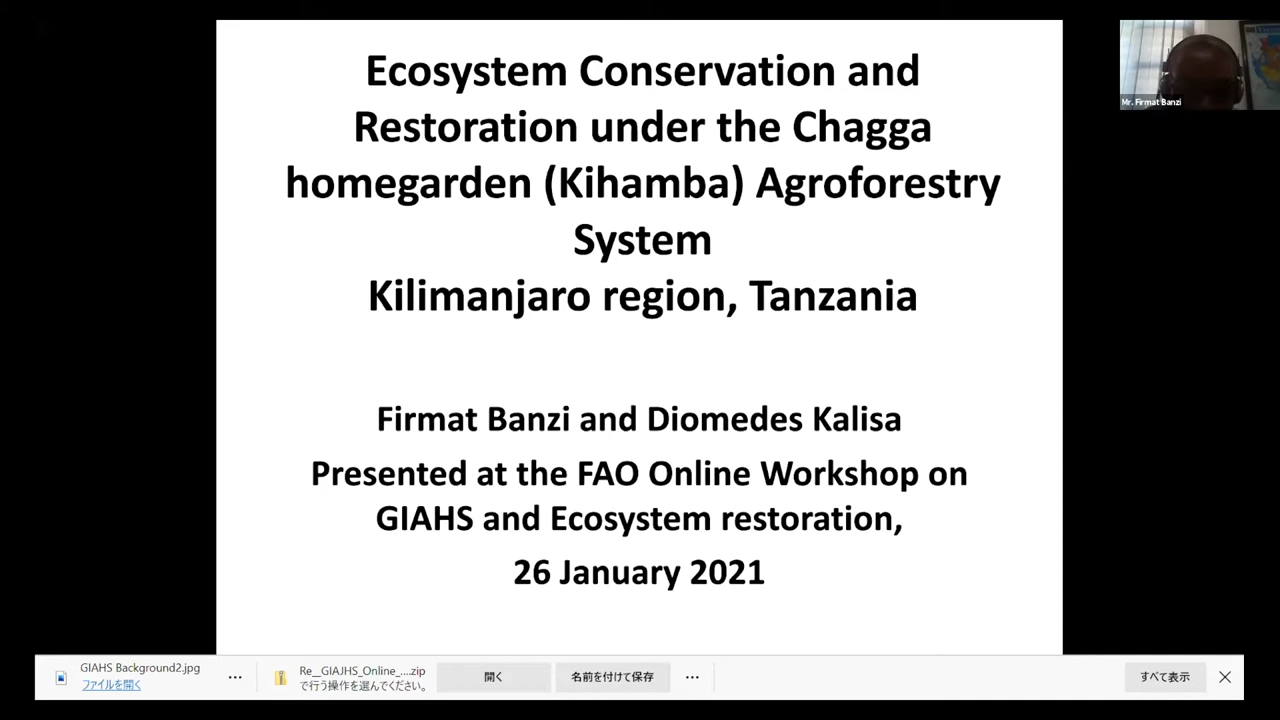 Ecosystem Conservation and
Restoration under the Chagga
homegarden (Kihamba) Agroforestry
System
Kilimanjaro region, Tanzania
Firmat Banzi and Diomedes Kalisa
Presented at the FAO Online Workshop on
GIAHS and Ecosystem restoration,
26 January 2021
Mr. Firmat Banzi
GIAHS Background2.jpg
ファイルを開く
Re__GIAJHS_Online_....zip
で行う操作を選んでください。
開く
名前を付けて保存
すべて表示